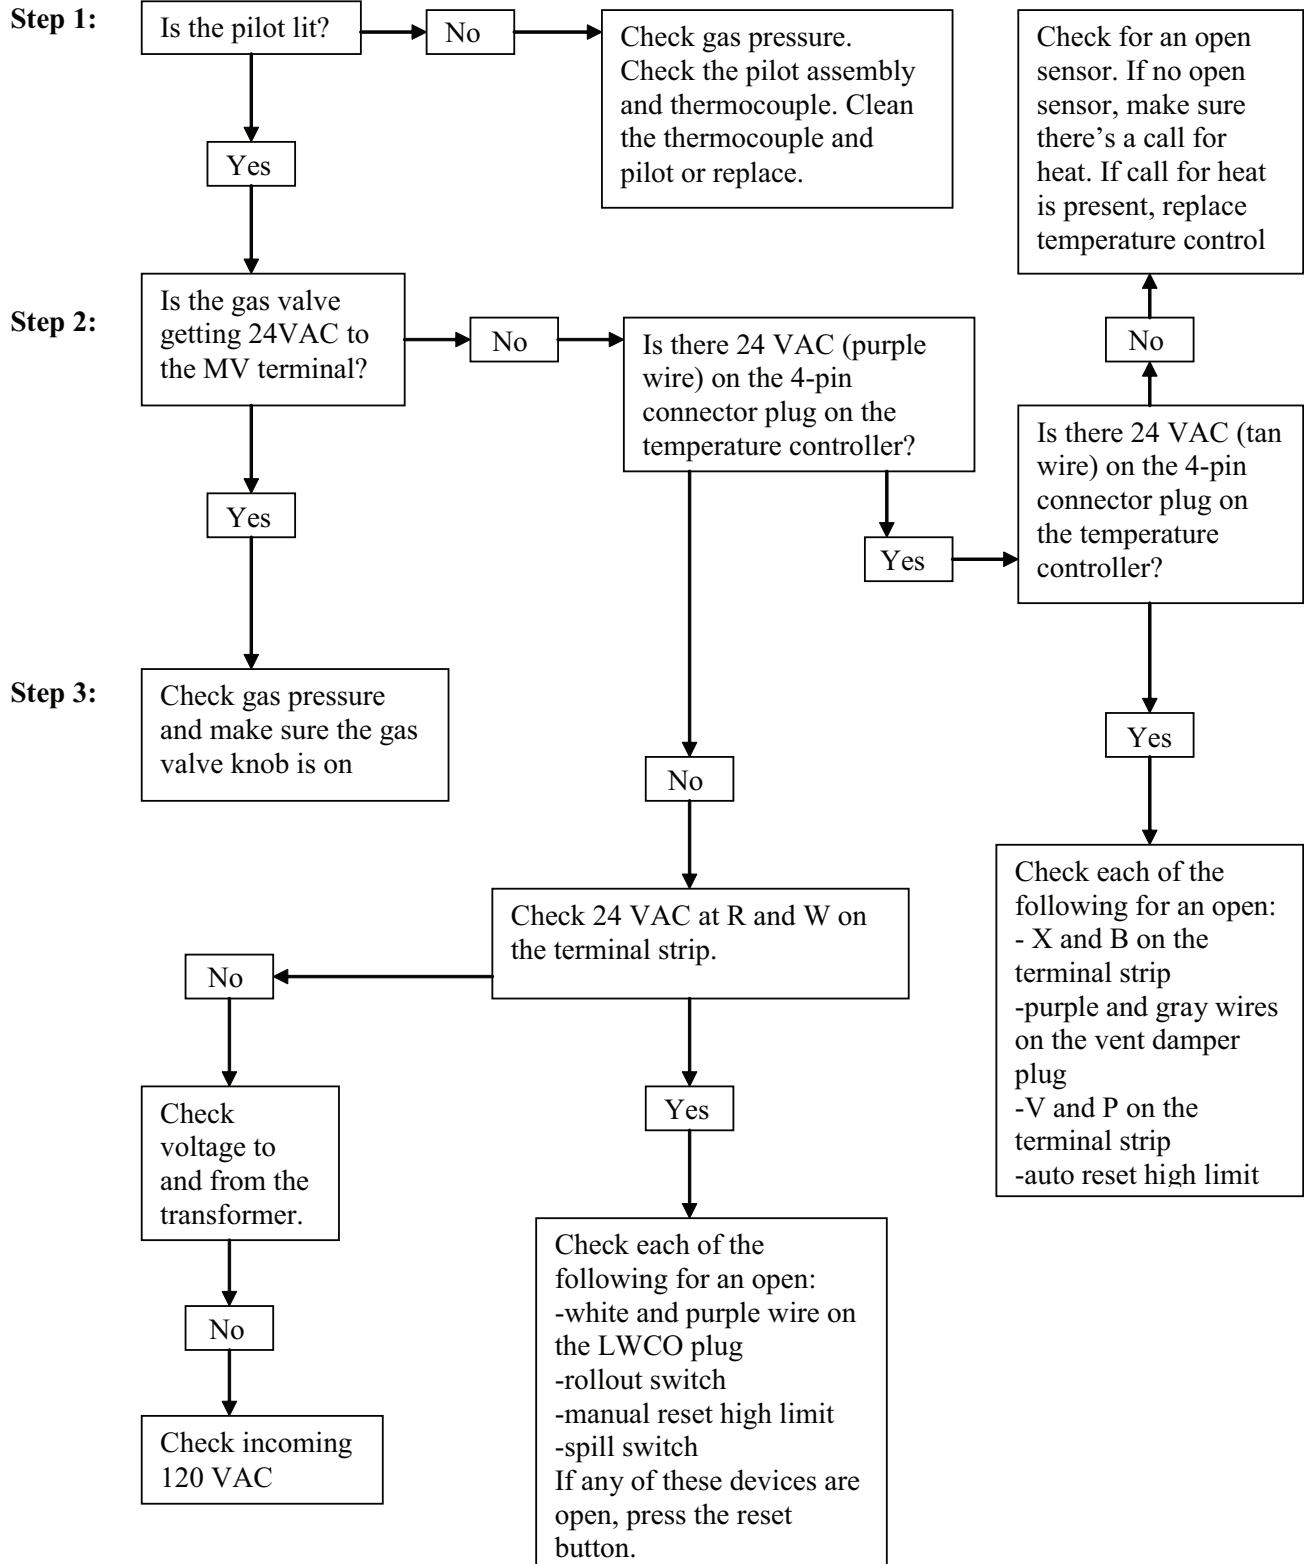 Step 1:
Is the pilot lit?
No
Check gas pressure.
Check the pilot assembly
and thermocouple. Clean
the thermocouple and
pilot or replace.
Check for an open
sensor. If no open
sensor, make sure
there’s a call for
heat. If call for heat
is present, replace
temperature control
Yes
Step 2:
Is the gas valve
getting 24VAC to
the MV terminal?
No
Is there 24 VAC (purple
wire) on the 4-pin
connector plug on the
temperature controller?
No
Is there 24 VAC (tan
wire) on the 4-pin
connector plug on
the temperature
controller?
Yes
Yes
Step 3:
Check gas pressure
and make sure the gas
valve knob is on
No
Yes
Check 24 VAC at R and W on
the terminal strip.
No
Check each of the
following for an open:
- X and B on the
terminal strip
-purple and gray wires
on the vent damper
plug
-V and P on the
terminal strip
-auto reset high limit
Check
voltage to
and from the
transformer.
Yes
No
Check each of the
following for an open:
-white and purple wire on
the LWCO plug
-rollout switch
-manual reset high limit
-spill switch
If any of these devices are
open, press the reset
button.
Check incoming
120 VAC